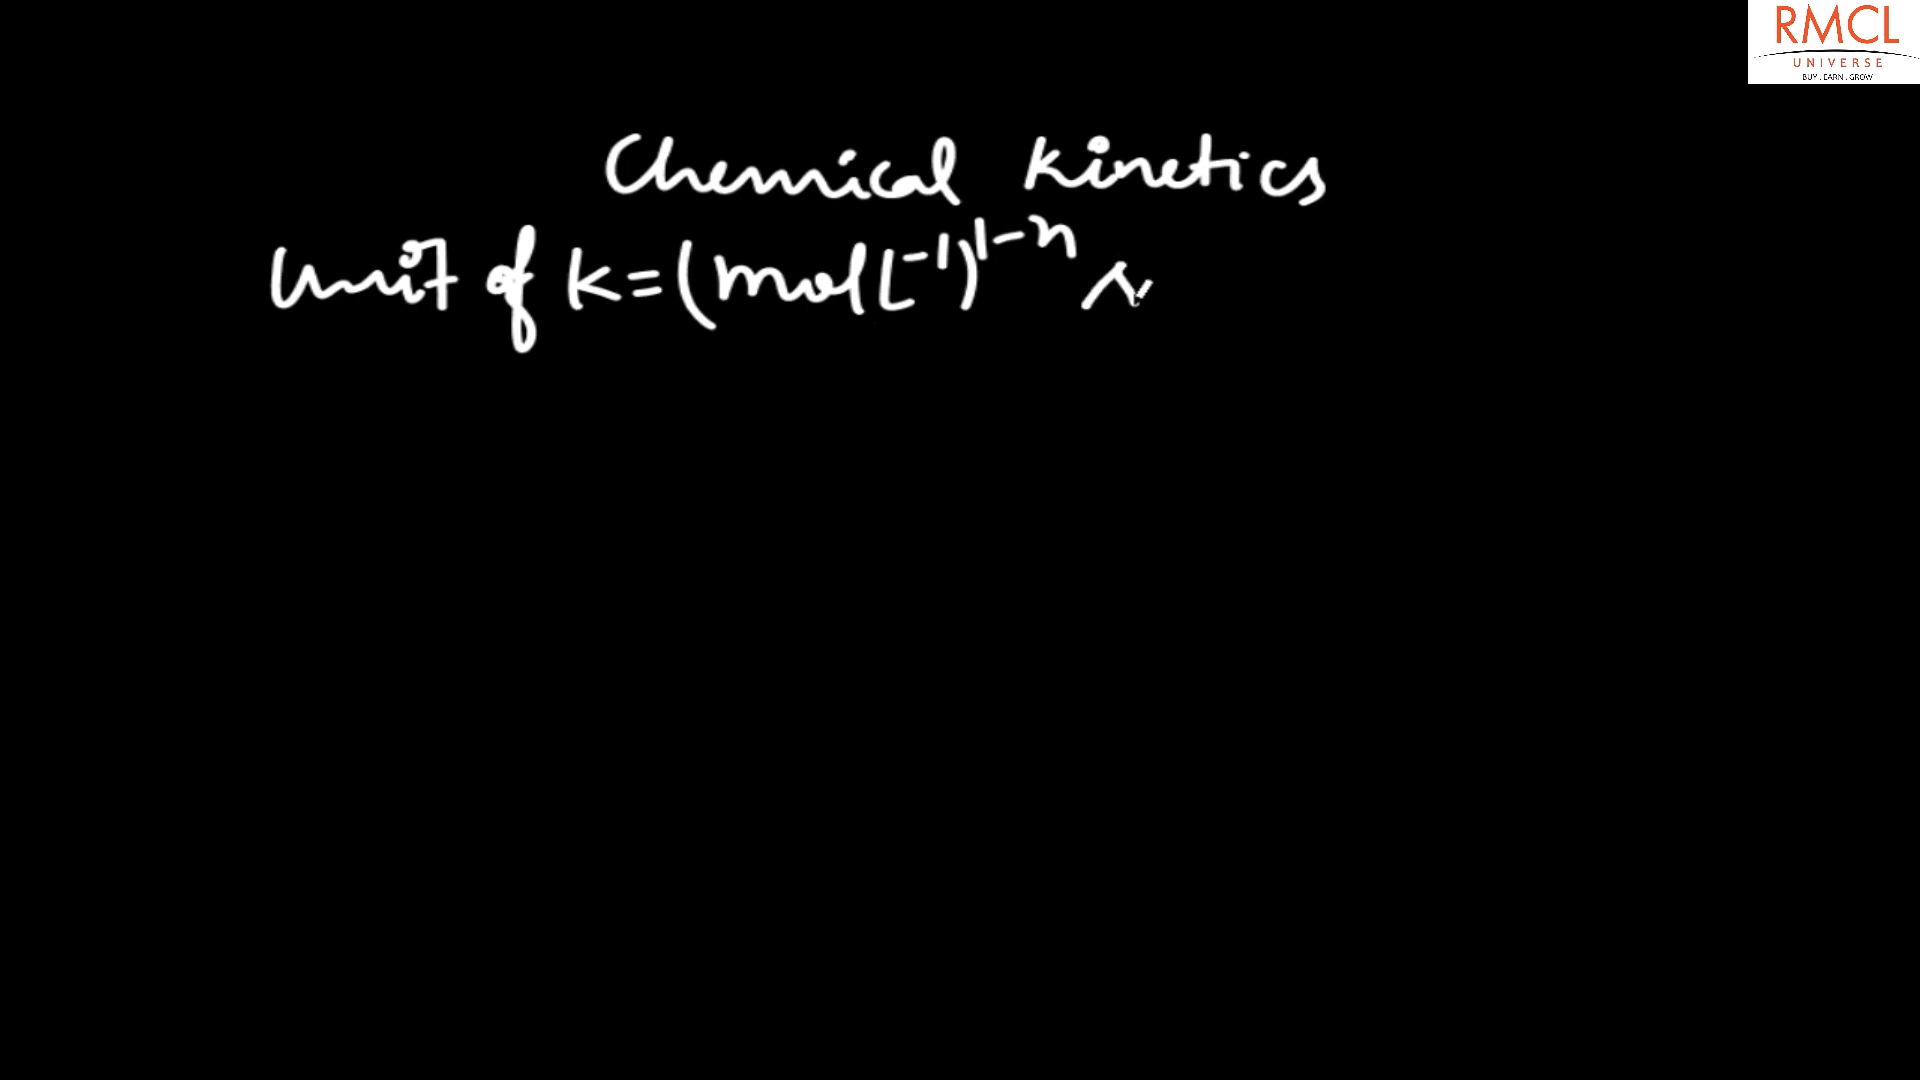 RMCL
UNIVERSE
BUY . EARN . GROW
Chemical Kinetics
Unit of K = (mol L⁻¹)¹⁻ⁿ